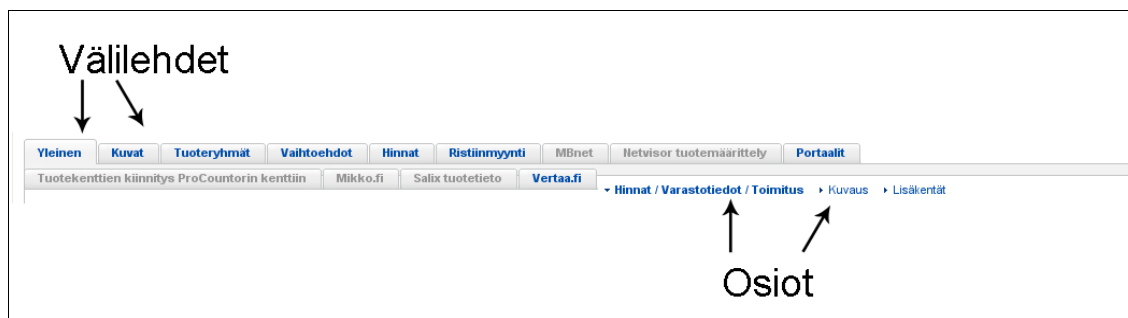 Välilehdet
Yleinen Kuvat Tuoteryhmät Vaihtoehdot Hinnat Ristiinmyynti MBnet Netvisor tuotemäärittely Portaalit
Tuotekenttien kiinnitys ProCountorin kenttiin Mikko.fi Salix tuotetieto Vertaa.fi
Hinnat / Varastotiedot / Toimitus Kuvaus Lisäkentät
Osiot